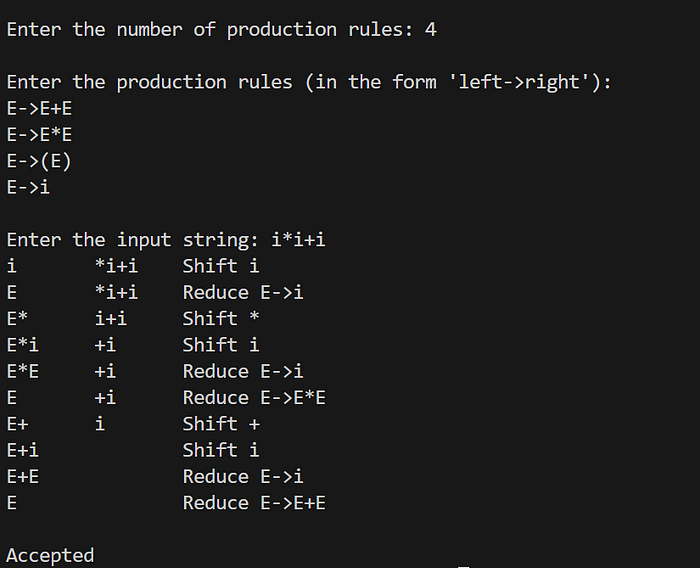 Enter the number of production rules: 4
Enter the production rules (in the form 'left->right'):
E->E+E
E->E*E
E->(E)
E->i
Enter the input string: i*i+i
i *i+i Shift i
E *i+i Reduce E->i
E* i+i Shift *
E*i +i Shift i
E*E +i Reduce E->i
E +i Reduce E->E*E
E+ i Shift +
E+i Shift i
E+E Reduce E->i
E Reduce E->E+E
Accepted